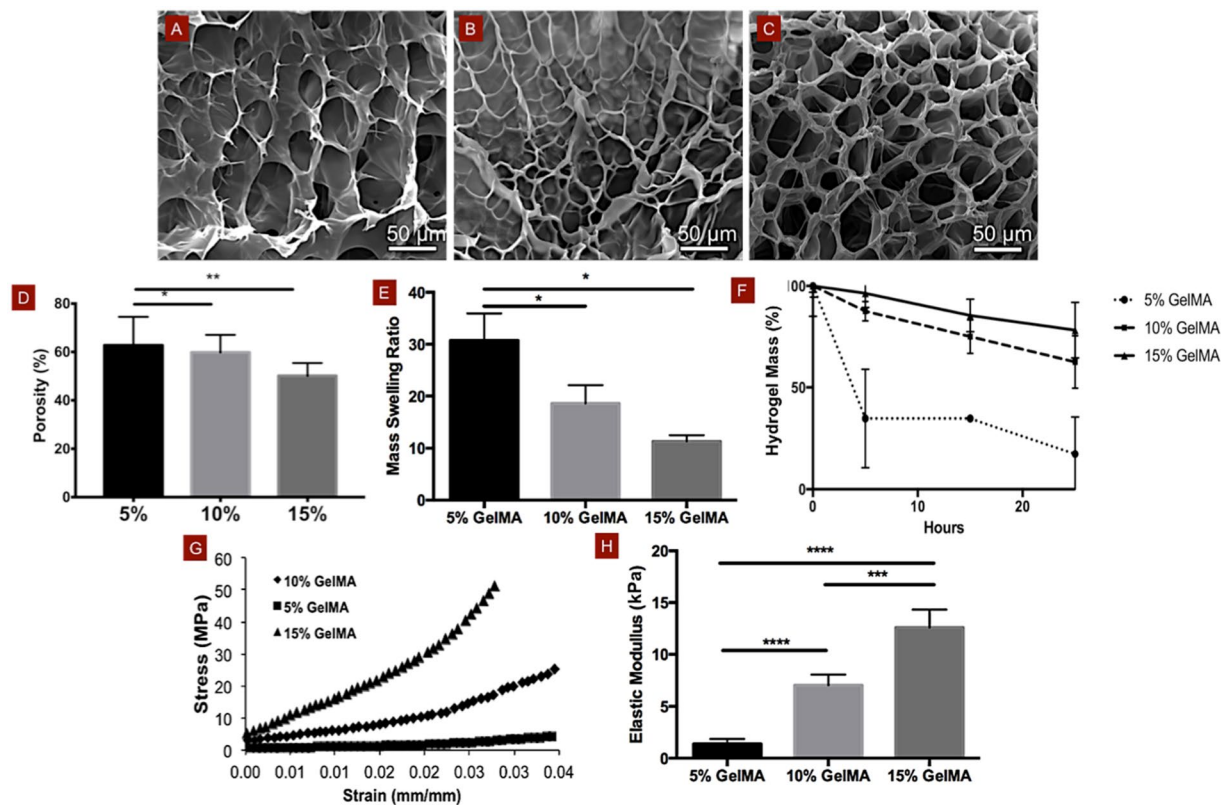 A
B
C
50 µm
50 µm
50 µm
D
**
*
80
60
40
20
0
Porosity (%)
5%
10%
15%
E
*
*
40
30
20
10
0
Mass Swelling Ratio
5% GelMA
10% GelMA
15% GelMA
F
100
50
0
Hydrogel Mass (%)
0
10
20
Hours
5% GelMA
10% GelMA
15% GelMA
G
60
50
40
30
20
10
0
Stress (MPa)
10% GelMA
5% GelMA
15% GelMA
0.00
0.01
0.01
0.02
0.02
0.03
0.03
0.04
Strain (mm/mm)
H
****
***
****
20
15
10
5
0
Elastic Modullus (kPa)
5% GelMA
10% GelMA
15% GelMA